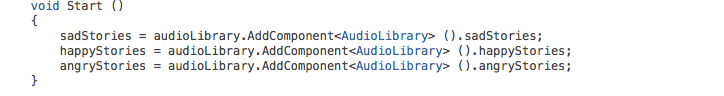 void Start ()
{
sadStories = audioLibrary.AddComponent<AudioLibrary> ().sadStories;
happyStories = audioLibrary.AddComponent<AudioLibrary> ().happyStories;
angryStories = audioLibrary.AddComponent<AudioLibrary> ().angryStories;
}